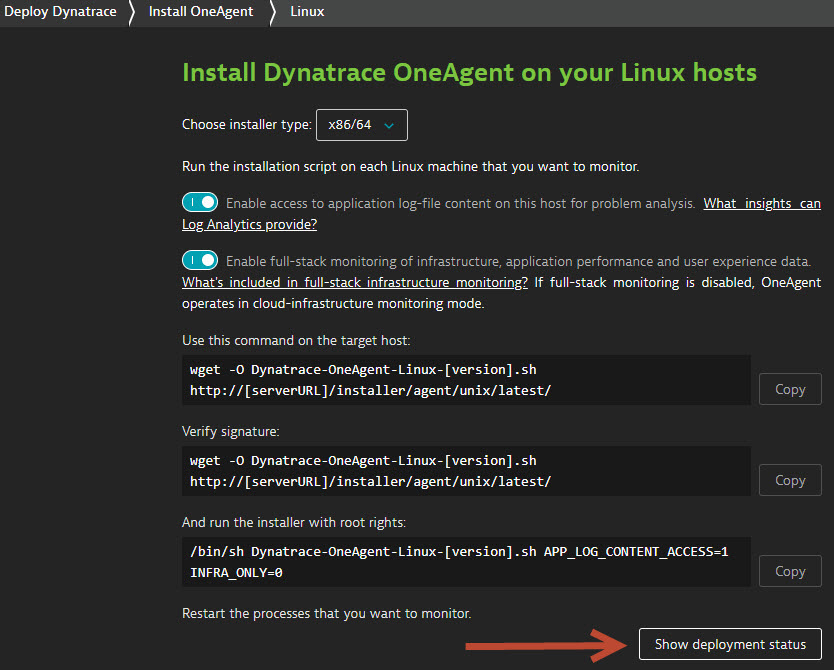 Deploy Dynatrace Install OneAgent Linux
Install Dynatrace OneAgent on your Linux hosts
Choose installer type: x86/64
Run the installation script on each Linux machine that you want to monitor.
Enable access to application log-file content on this host for problem analysis. What insights can
Log Analytics provide?
Enable full-stack monitoring of infrastructure, application performance and user experience data.
What's included in full-stack infrastructure monitoring? If full-stack monitoring is disabled, OneAgent
operates in cloud-infrastructure monitoring mode.
Use this command on the target host:
wget -O Dynatrace-OneAgent-Linux-[version].sh
http://[serverURL]/installer/agent/unix/latest/
Copy
Verify signature:
wget -O Dynatrace-OneAgent-Linux-[version].sh
http://[serverURL]/installer/agent/unix/latest/
Copy
And run the installer with root rights:
/bin/sh Dynatrace-OneAgent-Linux-[version].sh APP_LOG_CONTENT_ACCESS=1
INFRA_ONLY=0
Copy
Restart the processes that you want to monitor.
Show deployment status